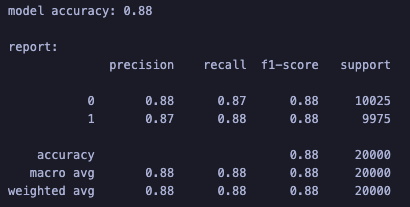 model accuracy: 0.88
report:
precision recall f1-score support
0 0.88 0.87 0.88 10025
1 0.87 0.88 0.88 9975
accuracy 0.88 20000
macro avg 0.88 0.88 0.88 20000
weighted avg 0.88 0.88 0.88 20000